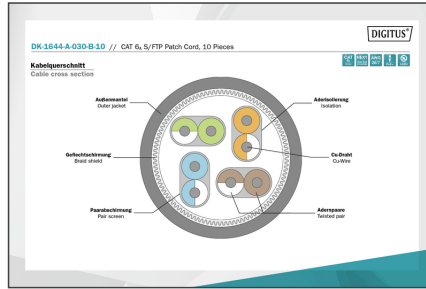 DIGITUS®
DK-1644-A-030-B-10 // CAT 6A S/FTP Patch Cord, 10 Pieces
Kabelquerschnitt
Cable cross section
Außenmantel
// Outer jacket
Aderisolierung
// Isolation
Geflechtschirmung
// Braid shield
Cu-Draht
// Cu-Wire
Paarabschirmung
// Pair screen
Adernpaare
// Twisted pair